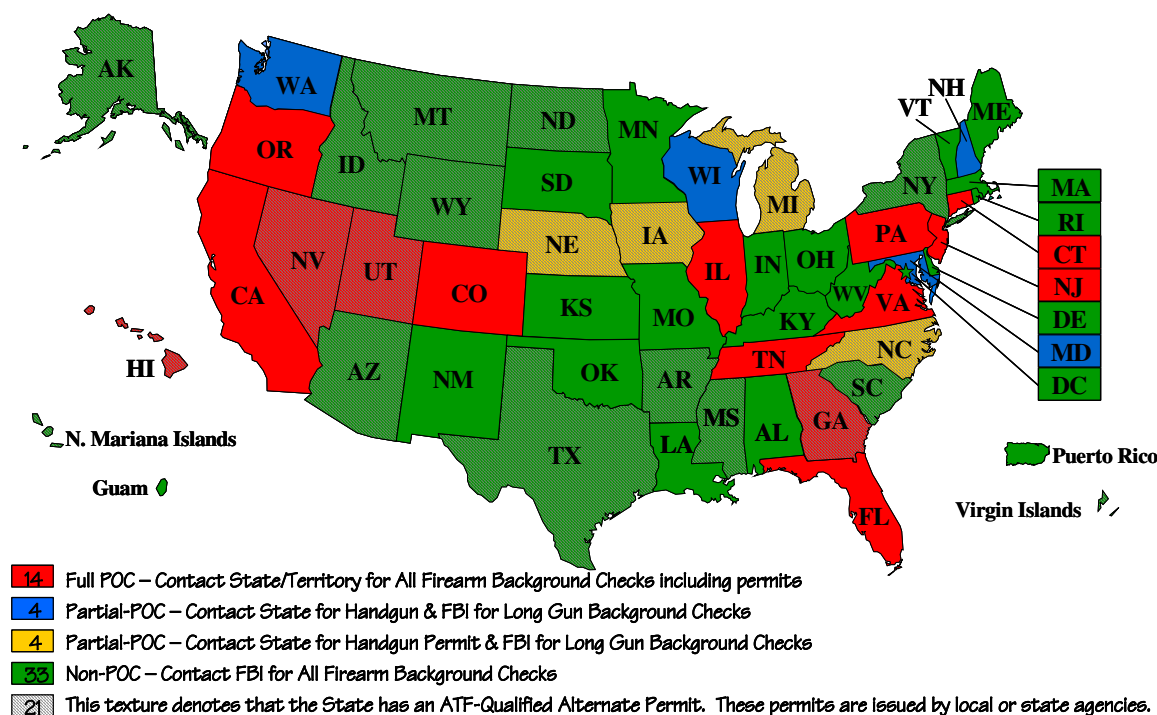 AK
WA
MT
ND
MN
VT
NH
ME
OR
ID
SD
WI
WY
NY
MI
MA
RI
CT
NJ
DE
MD
DC
NE
IA
PA
NV
UT
CO
CA
IL
IN
OH
WV
VA
KS
MO
KY
NC
TN
HI
AZ
NM
OK
AR
SC
MS
AL
GA
LA
TX
FL
N. Mariana Islands
Guam
Puerto Rico
Virgin Islands
14 Full POC – Contact State/Territory for All Firearm Background Checks including permits
4 Partial-POC – Contact State for Handgun & FBI for Long Gun Background Checks
4 Partial-POC – Contact State for Handgun Permit & FBI for Long Gun Background Checks
33 Non-POC – Contact FBI for All Firearm Background Checks
21 This texture denotes that the State has an ATF-Qualified Alternate Permit. These permits are issued by local or state agencies.